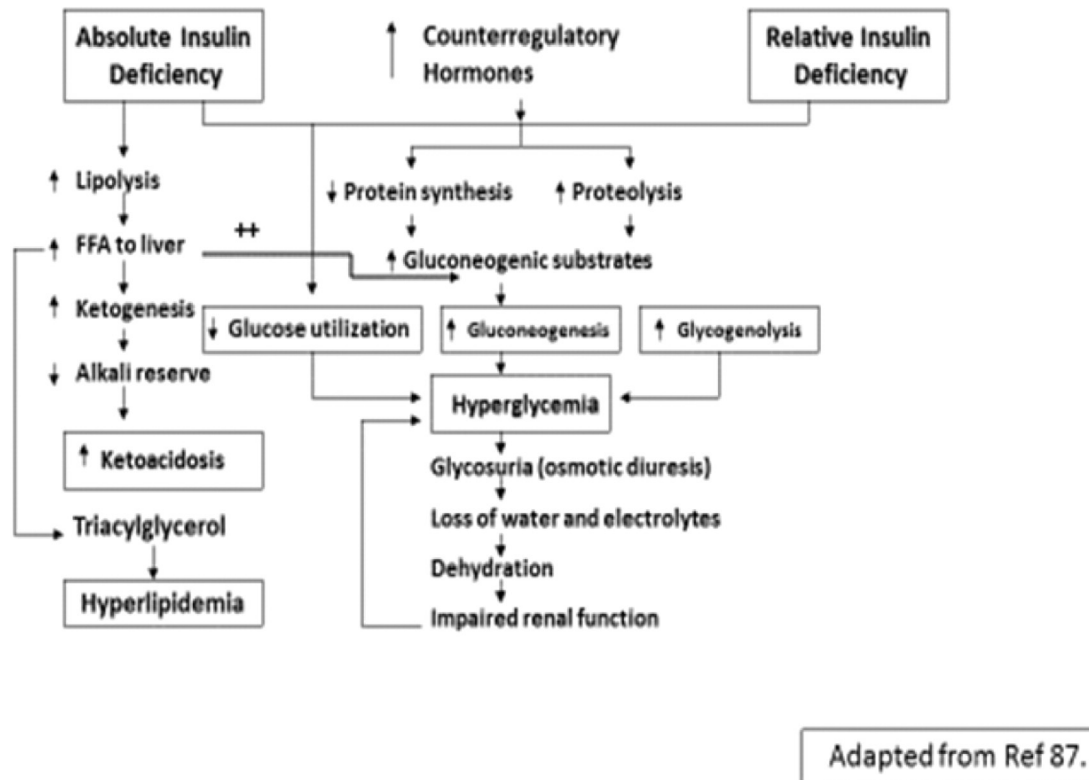 Absolute Insulin
Deficiency
↑ Counterregulatory
Hormones
Relative Insulin
Deficiency
↑ Lipolysis
↓ Protein synthesis
↑ Proteolysis
↑ FFA to liver
++
↑ Gluconeogenic substrates
↑ Ketogenesis
↓ Glucose utilization
↑ Gluconeogenesis
↑ Glycogenolysis
↓ Alkali reserve
Hyperglycemia
↑ Ketoacidosis
Glycosuria (osmotic diuresis)
Triacylglycerol
Loss of water and electrolytes
Dehydration
Hyperlipidemia
Impaired renal function
Adapted from Ref 87.